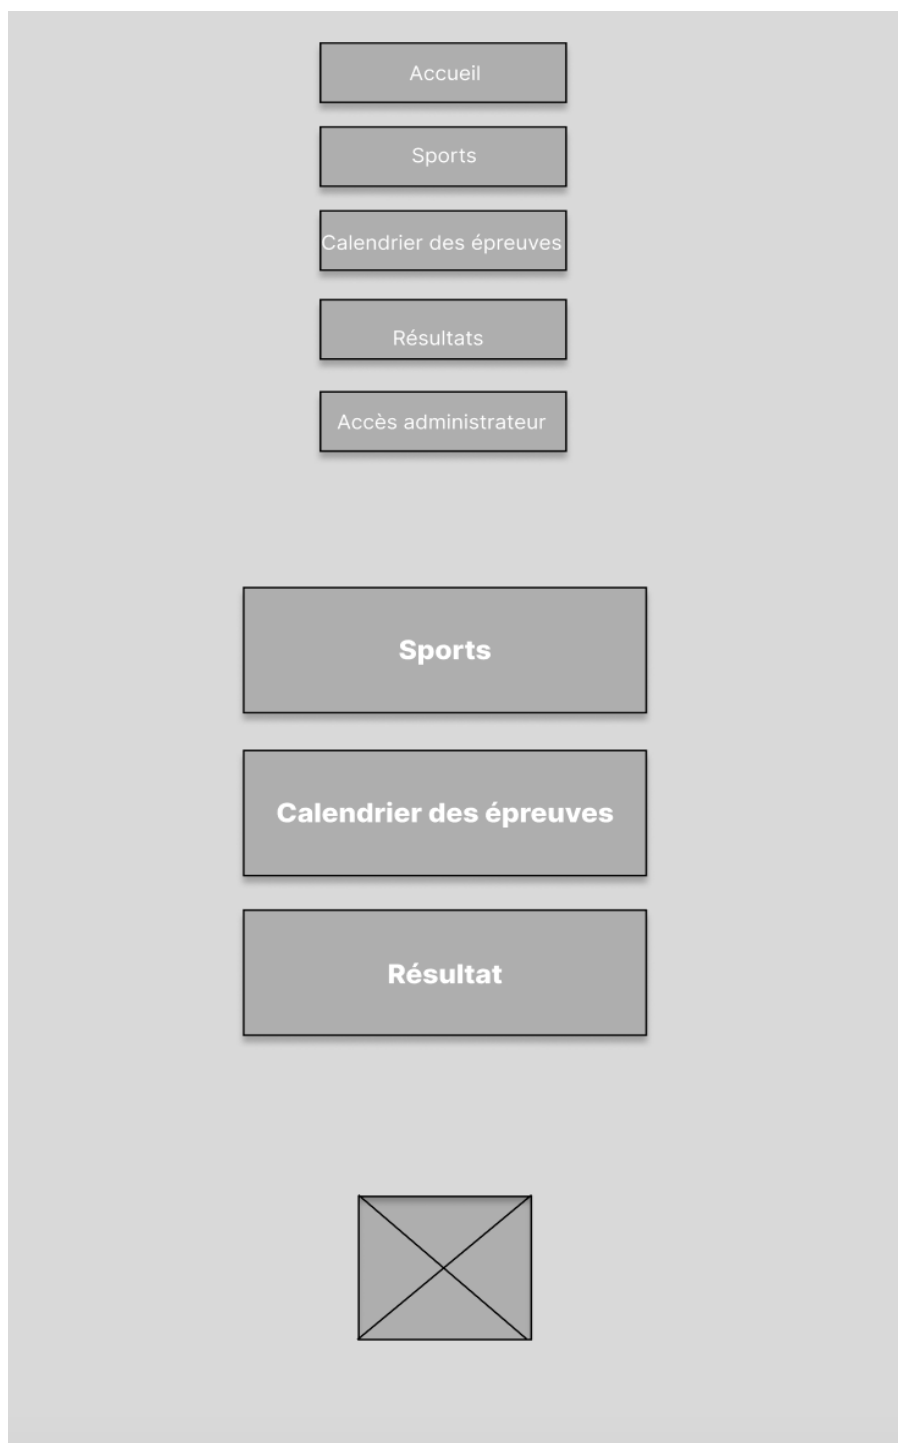 Accueil
Sports
Calendrier des épreuves
Résultats
Accès administrateur
Sports
Calendrier des épreuves
Résultat